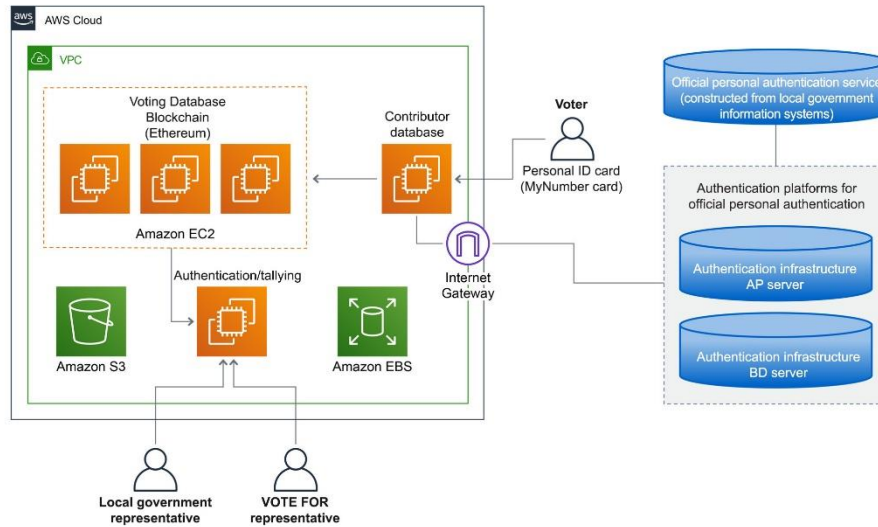 aws
AWS Cloud
VPC
Voting Database
Blockchain
(Ethereum)
Amazon EC2
Contributor
database
Voter
Personal ID card
(MyNumber card)
Internet
Gateway
Authentication/tallying
Amazon S3
Amazon EBS
Local government
representative
VOTE FOR
representative
Official personal authentication service
(constructed from local government
information systems)
Authentication platforms for
official personal authentication
Authentication infrastructure
AP server
Authentication infrastructure
BD server